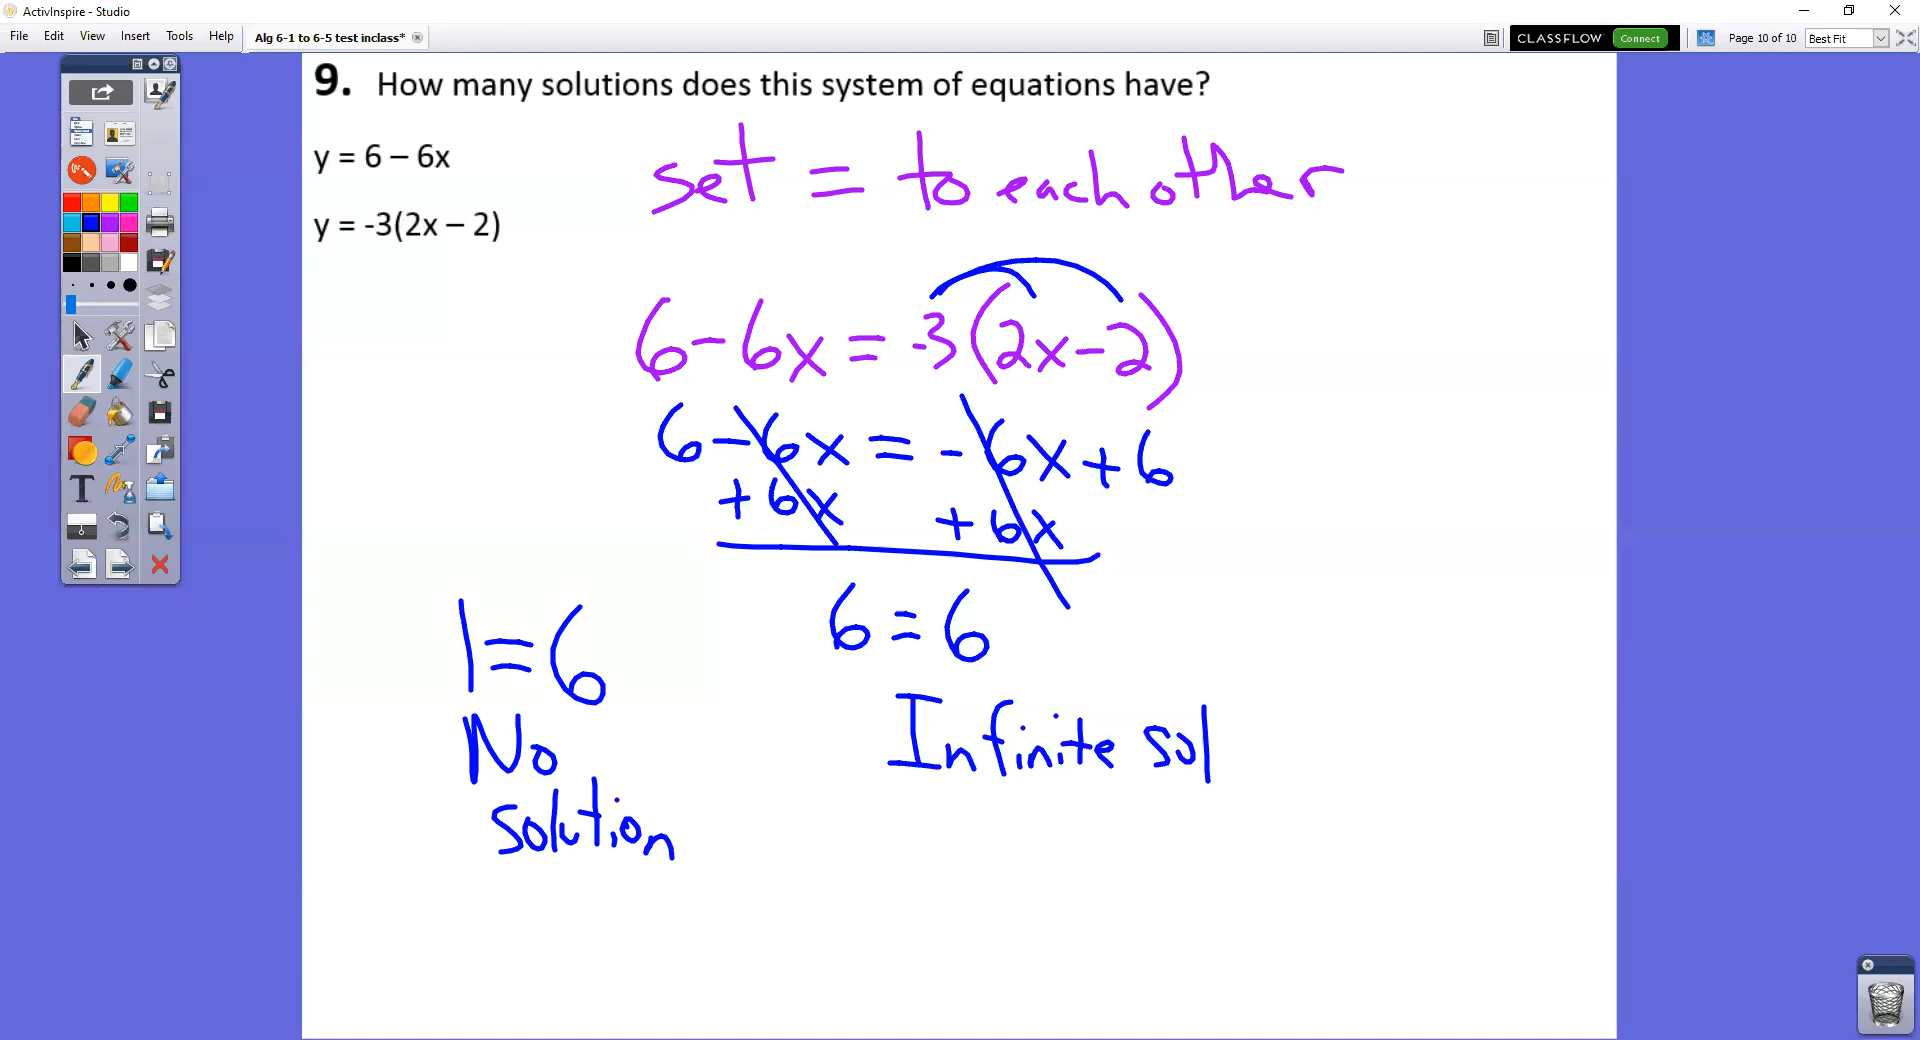 ActivInspire - Studio
File Edit View Insert Tools Help
Alg 6-1 to 6-5 test inclass*
CLASSFLOW Connect
Page 10 of 10
Best Fit
9. How many solutions does this system of equations have?
y = 6 – 6x
set = to each other
y = -3(2x – 2)
6 - 6x = -3(2x - 2)
6 - 6x = -6x + 6
+ 6x + 6x
6 = 6
1 = 6
Infinite sol
No
solution